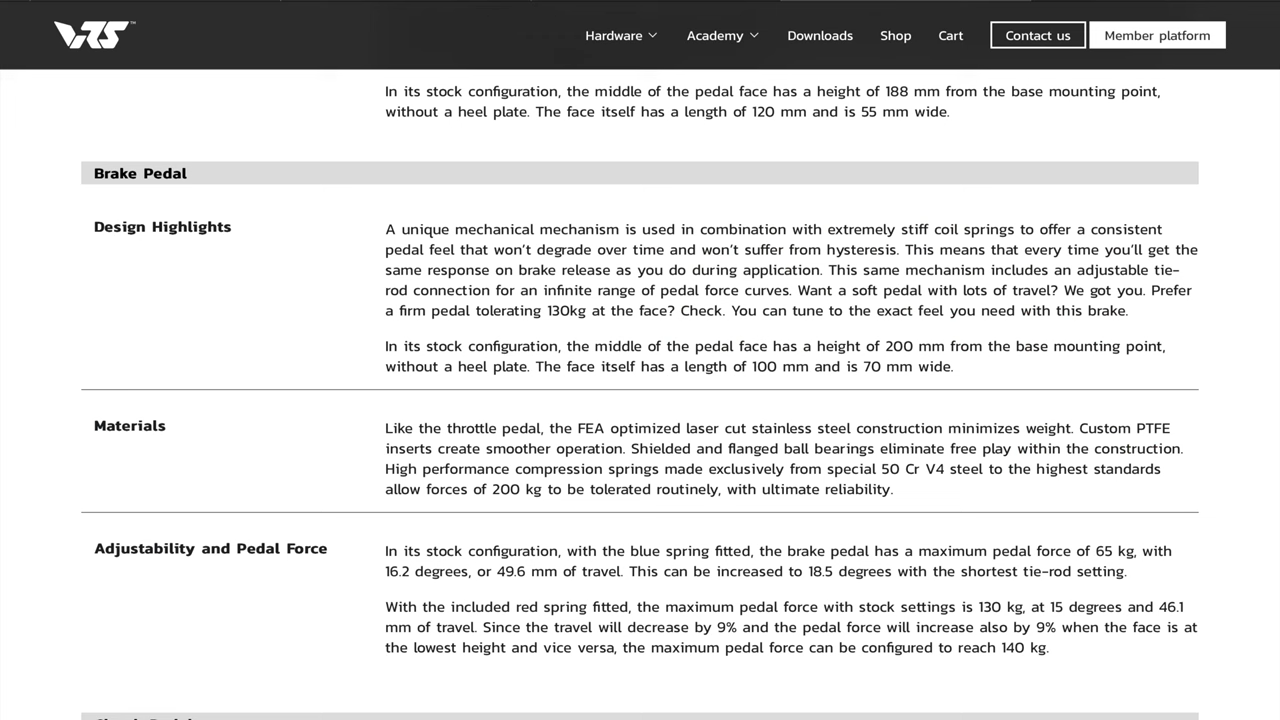 VRS™
Hardware
Academy
Downloads
Shop
Cart
Contact us
Member platform
In its stock configuration, the middle of the pedal face has a height of 188 mm from the base mounting point,
without a heel plate. The face itself has a length of 120 mm and is 55 mm wide.
Brake Pedal
Design Highlights
A unique mechanical mechanism is used in combination with extremely stiff coil springs to offer a consistent
pedal feel that won't degrade over time and won't suffer from hysteresis. This means that every time you'll get the
same response on brake release as you do during application. This same mechanism includes an adjustable tie-
rod connection for an infinite range of pedal force curves. Want a soft pedal with lots of travel? We got you. Prefer
a firm pedal tolerating 130kg at the face? Check. You can tune to the exact feel you need with this brake.
In its stock configuration, the middle of the pedal face has a height of 200 mm from the base mounting point,
without a heel plate. The face itself has a length of 100 mm and is 70 mm wide.
Materials
Like the throttle pedal, the FEA optimized laser cut stainless steel construction minimizes weight. Custom PTFE
inserts create smoother operation. Shielded and flanged ball bearings eliminate free play within the construction.
High performance compression springs made exclusively from special 50 Cr V4 steel to the highest standards
allow forces of 200 kg to be tolerated routinely, with ultimate reliability.
Adjustability and Pedal Force
In its stock configuration, with the blue spring fitted, the brake pedal has a maximum pedal force of 65 kg, with
16.2 degrees, or 49.6 mm of travel. This can be increased to 18.5 degrees with the shortest tie-rod setting.
With the included red spring fitted, the maximum pedal force with stock settings is 130 kg, at 15 degrees and 46.1
mm of travel. Since the travel will decrease by 9% and the pedal force will increase also by 9% when the face is at
the lowest height and vice versa, the maximum pedal force can be configured to reach 140 kg.